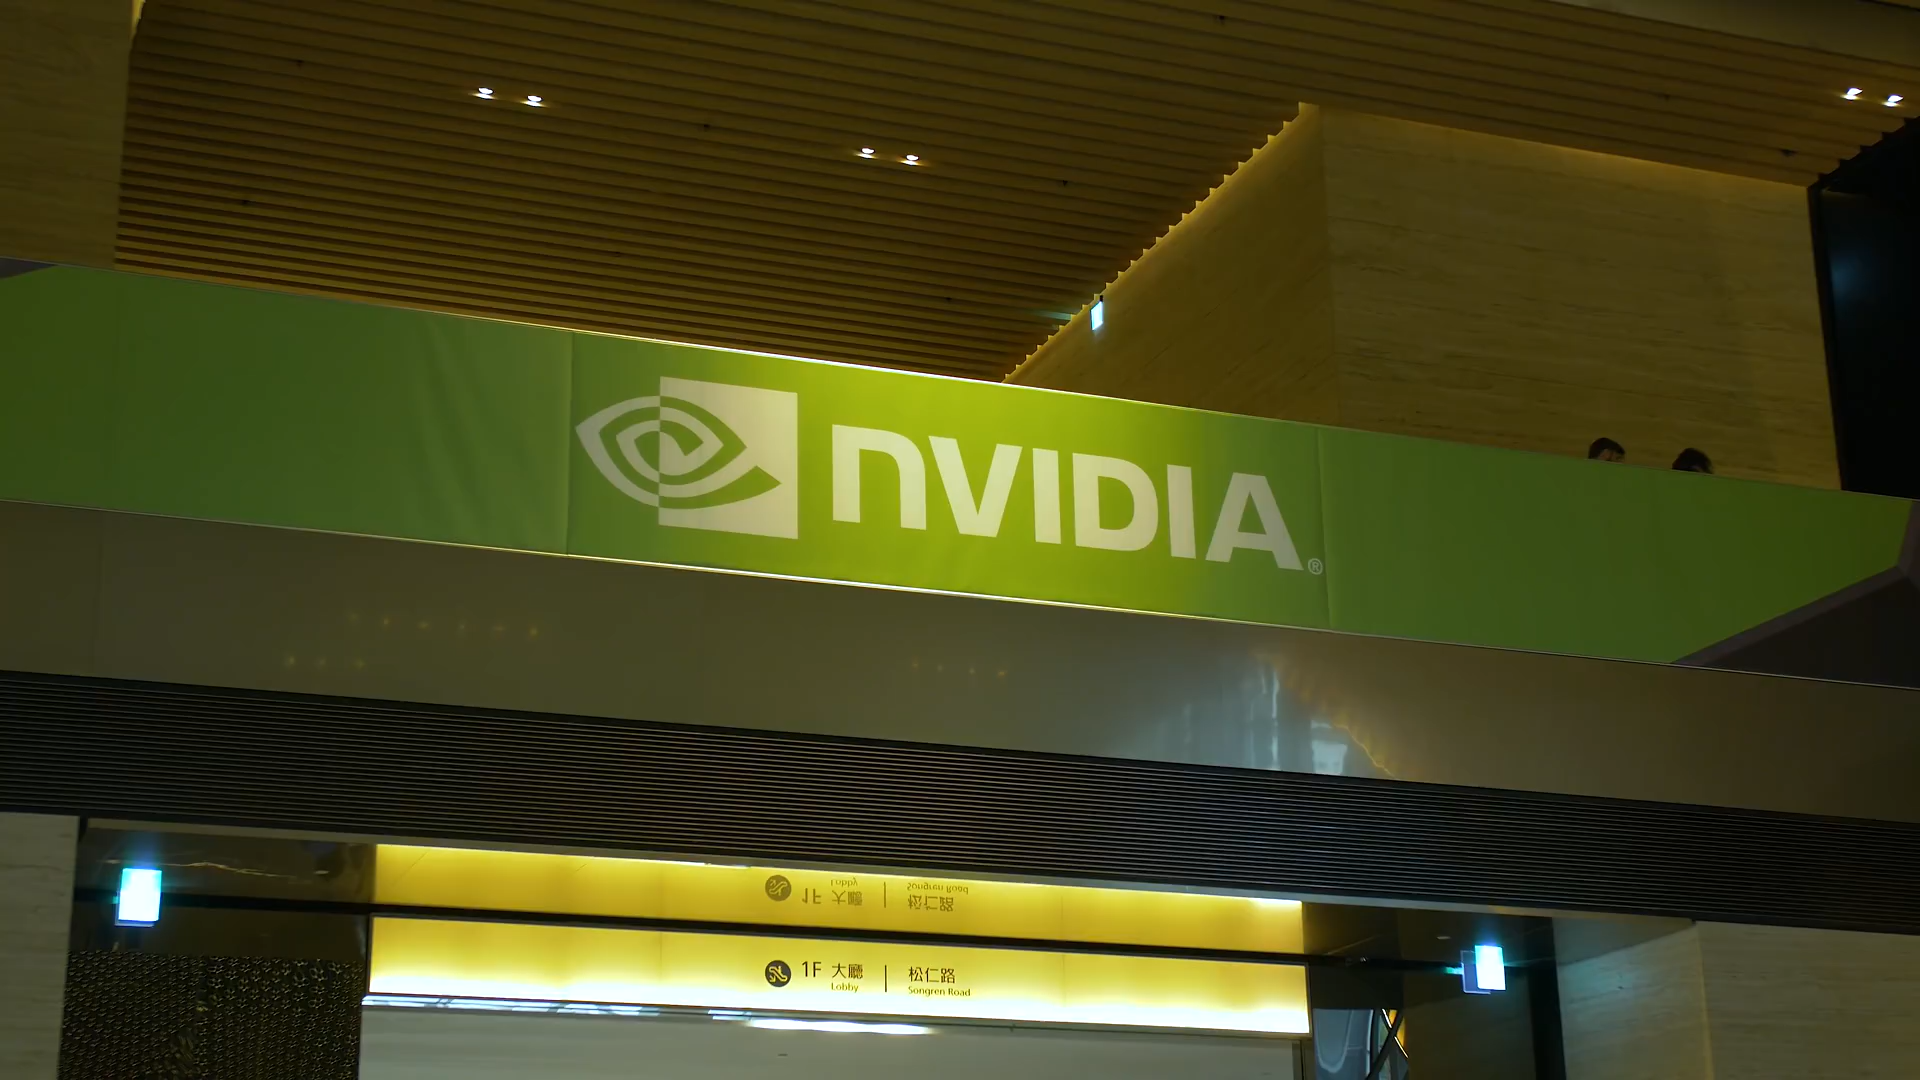 NVIDIA®
1F 大廳 | 松仁路
Lobby Songren Road